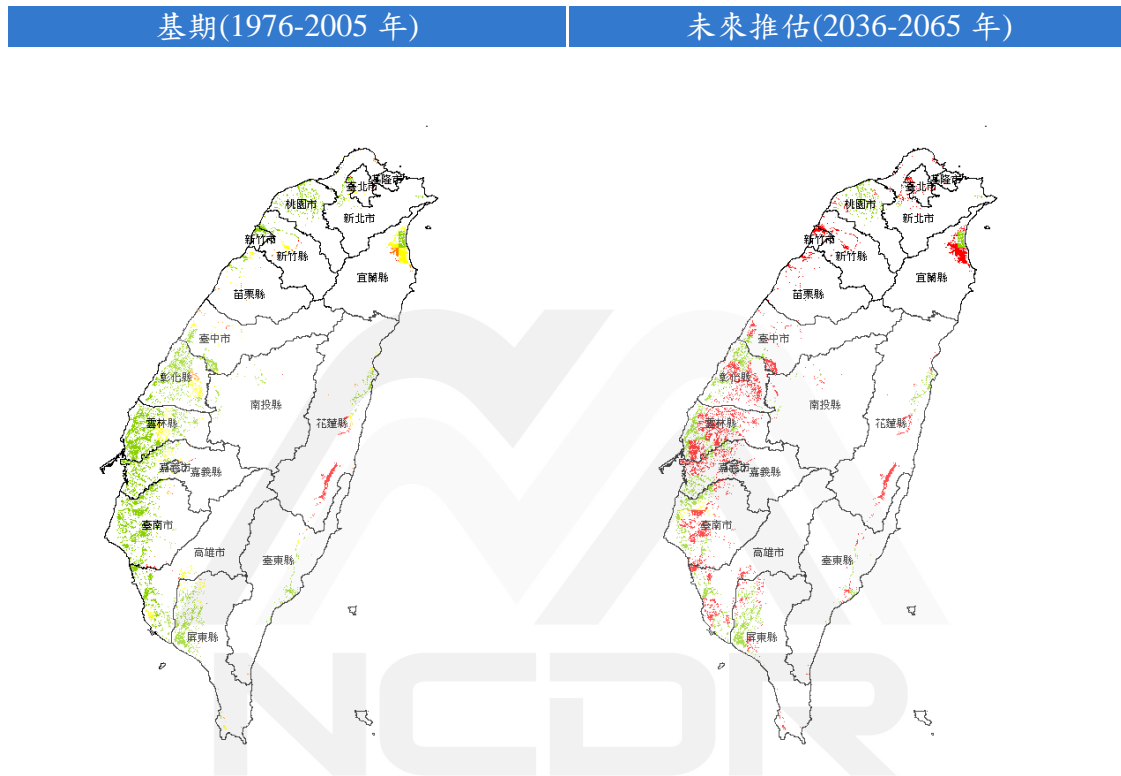 基期(1976-2005 年)
未來推估(2036-2065 年)
基隆市
臺北市
桃園市
新北市
新竹市
新竹縣
宜蘭縣
苗栗縣
臺中市
彰化縣
南投縣
花蓮縣
雲林縣
嘉義市
嘉義縣
臺南市
高雄市
臺東縣
屏東縣
基隆市
臺北市
桃園市
新北市
新竹市
新竹縣
宜蘭縣
苗栗縣
臺中市
彰化縣
南投縣
花蓮縣
雲林縣
嘉義市
嘉義縣
臺南市
高雄市
臺東縣
屏東縣
NCDR